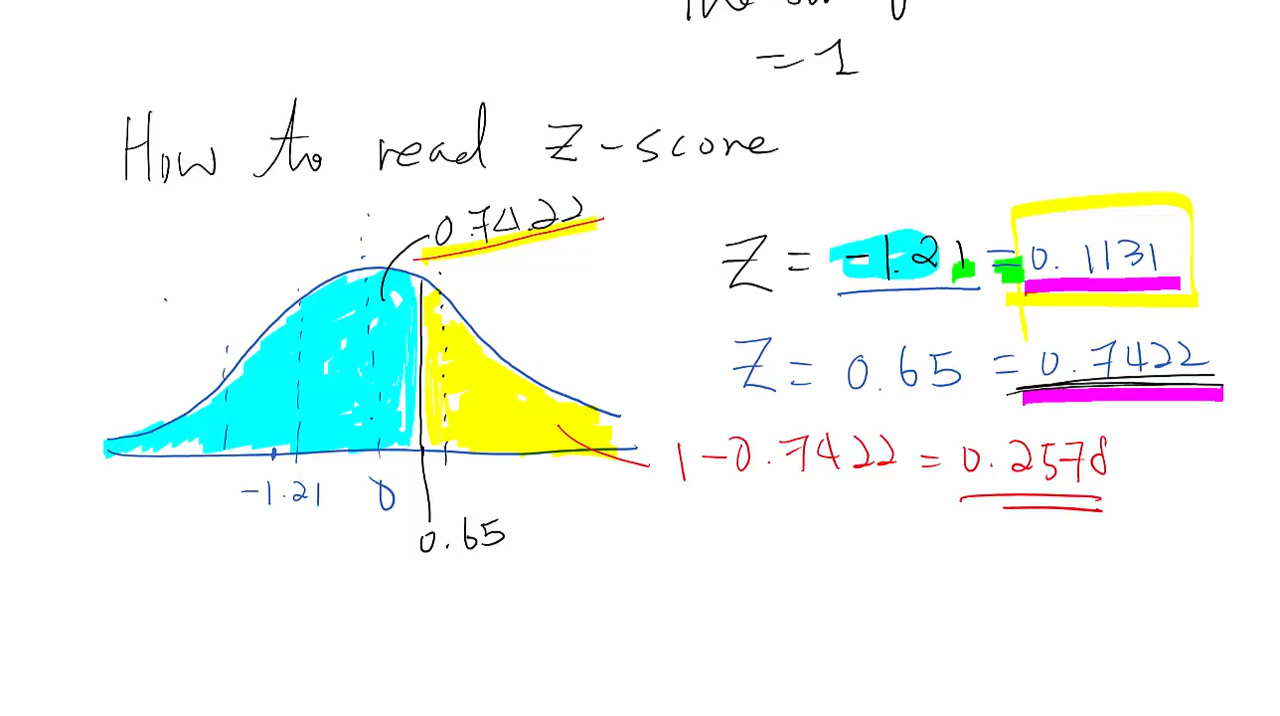 = 1
How to read Z-score
0.7422
Z = -1.21 = 0.1131
Z = 0.65 = 0.7422
1 - 0.7422 = 0.2578
-1.21 0
0.65